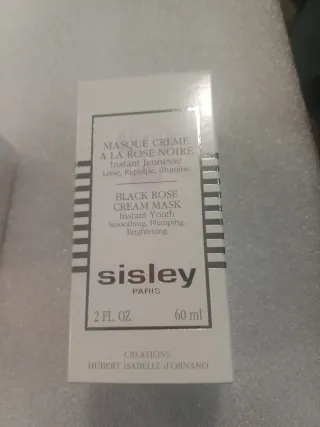 MASQUE CRÈME
A LA ROSE NOIRE
Instant Jeunesse
Lisse, Repulpe, Illumine
BLACK ROSE
CREAM MASK
Instant Youth
Smoothing, Plumping,
Brightening
sisley
PARIS
2 FL. OZ 60 ml
CREATIONS
HUBERT ISABELLE d'ORNANO